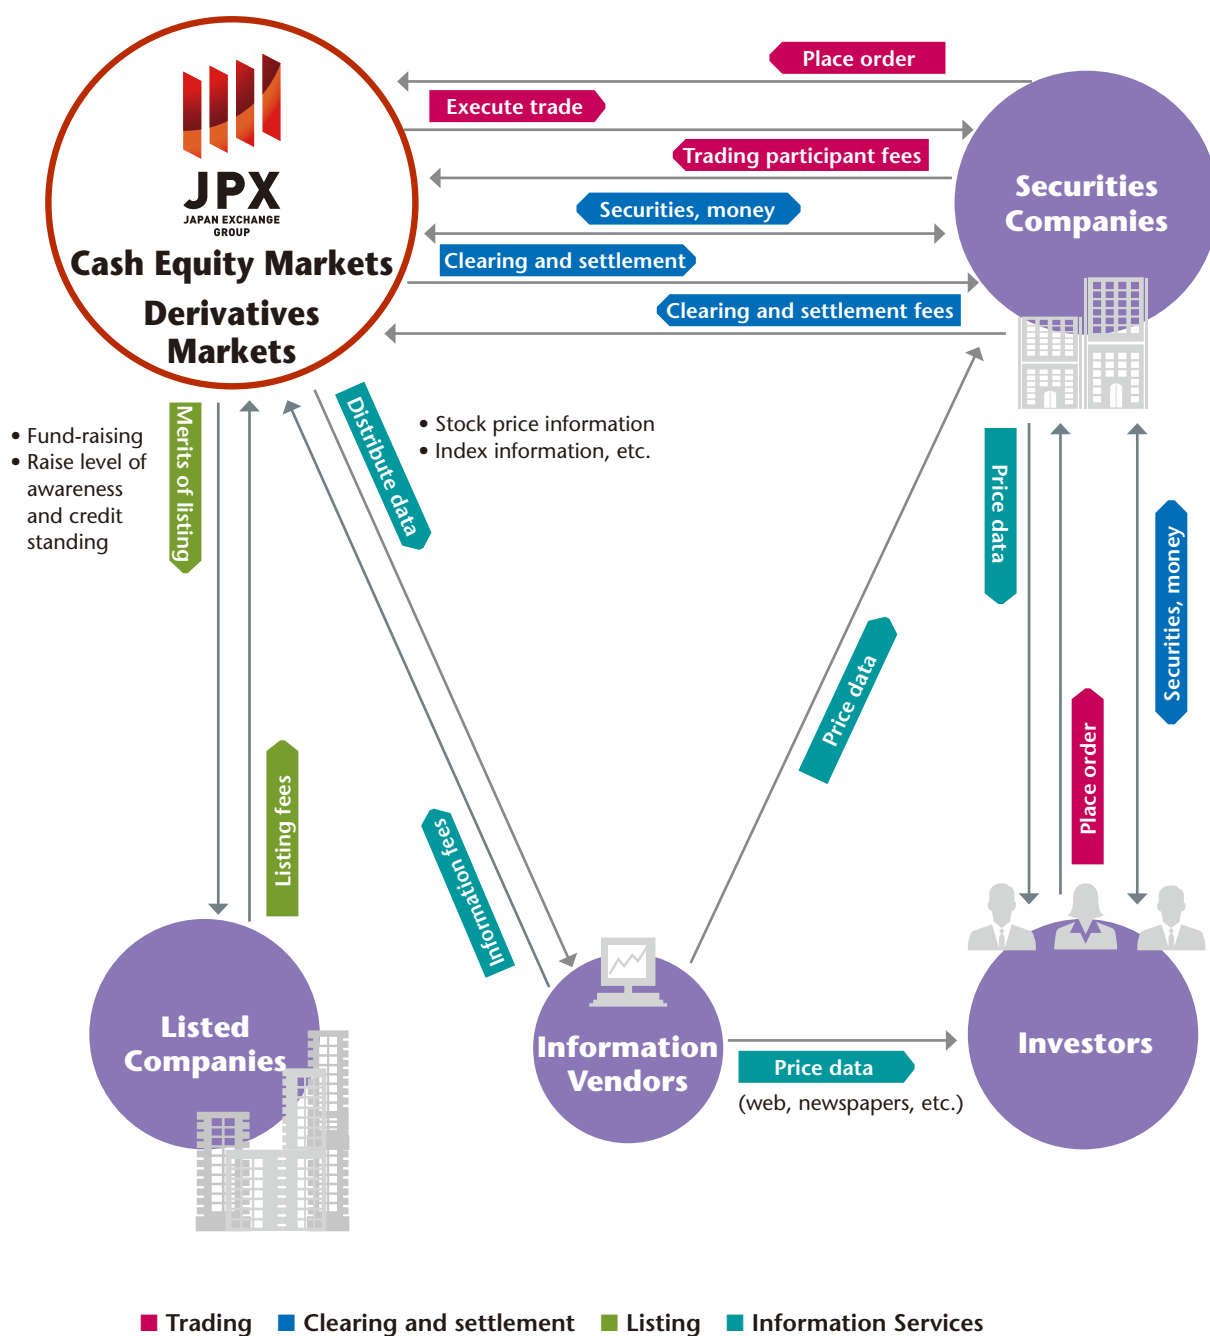 Place order
Execute trade
Trading participant fees
Securities, money
Clearing and settlement
Clearing and settlement fees
JPX
JAPAN EXCHANGE
GROUP
Cash Equity Markets
Derivatives
Markets
Securities
Companies
• Fund-raising
• Raise level of
awareness
and credit
standing
Merits of listing
Distribute data
• Stock price information
• Index information, etc.
Price data
Securities, money
Price data
Place order
Listing fees
Information fees
Listed
Companies
Information
Vendors
Price data
(web, newspapers, etc.)
Investors
Trading
Clearing and settlement
Listing
Information Services